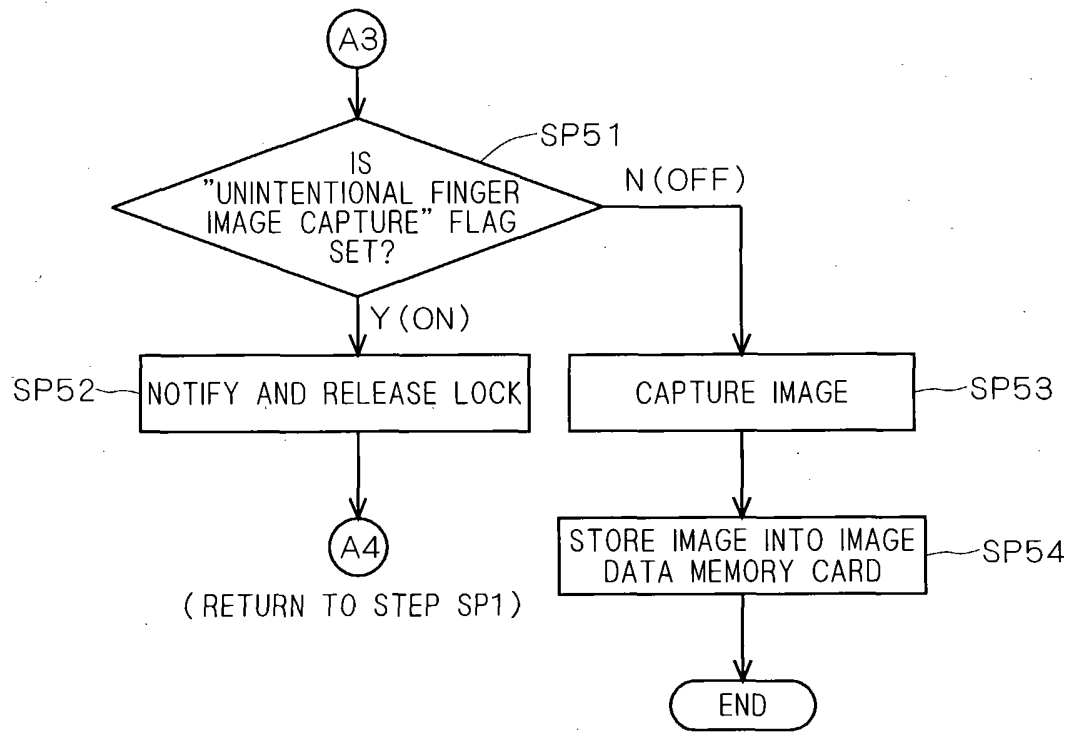 A3
SP51
IS
"UNINTENTIONAL FINGER
IMAGE CAPTURE" FLAG
SET?
N(OFF)
Y(ON)
SP52
NOTIFY AND RELEASE LOCK
CAPTURE IMAGE
SP53
A4
(RETURN TO STEP SP1)
STORE IMAGE INTO IMAGE
DATA MEMORY CARD
SP54
END